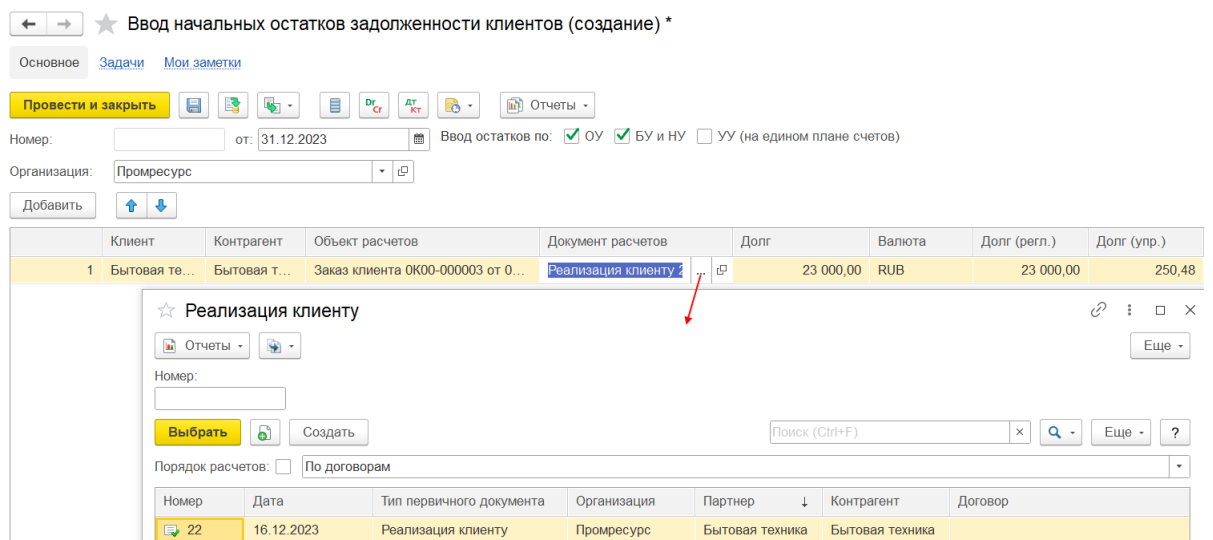 Ввод начальных остатков задолженности клиентов (создание) *
Основное Задачи Мои заметки
Провести и закрыть Dr Cr Дт Кт Отчеты
Номер: от: 31.12.2023 Ввод остатков по: ОУ БУ и НУ УУ (на едином плане счетов)
Организация: Промресурс
Добавить
Клиент Контрагент Объект расчетов Документ расчетов Долг Валюта Долг (регл.) Долг (упр.)
1 Бытовая те... Бытовая т... Заказ клиента 0К00-000003 от 0... Реализация клиенту 2 ... 23 000,00 RUB 23 000,00 250,48
Реализация клиенту
Отчеты Еще
Номер:
Выбрать Создать Поиск (Ctrl+F) × Еще ?
Порядок расчетов: По договорам
Номер Дата Тип первичного документа Организация Партнер ↓ Контрагент Договор
22 16.12.2023 Реализация клиенту Промресурс Бытовая техника Бытовая техника